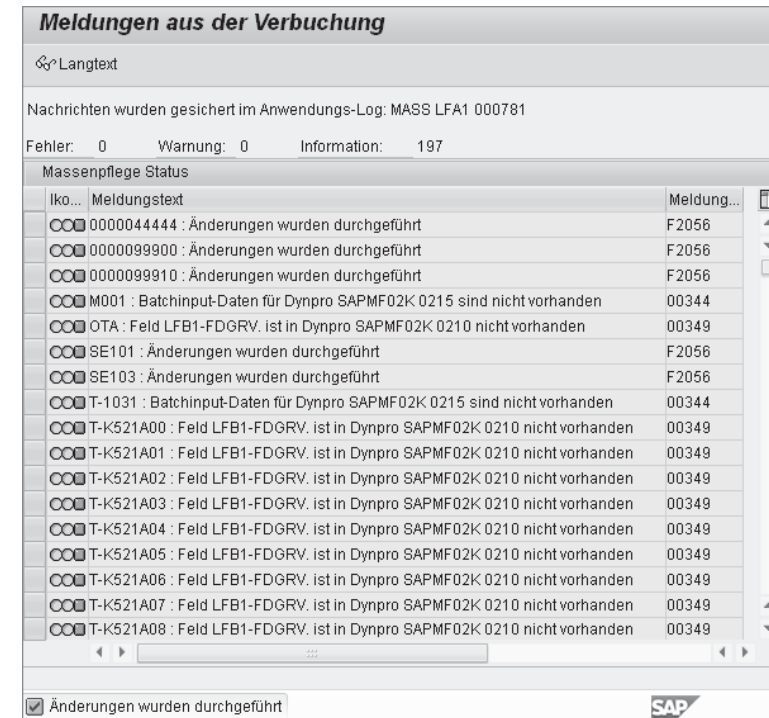 Meldungen aus der Verbuchung
Langtext
Nachrichten wurden gesichert im Anwendungs-Log: MASS LFA1 000781
Fehler: 0 Warnung: 0 Information: 197
Massenpflege Status
Iko... Meldungstext Meldung...
0000044444 : Änderungen wurden durchgeführt F2056
0000099900 : Änderungen wurden durchgeführt F2056
0000099910 : Änderungen wurden durchgeführt F2056
M001 : Batchinput-Daten für Dynpro SAPMF02K 0215 sind nicht vorhanden 00344
OTA : Feld LFB1-FDGRV. ist in Dynpro SAPMF02K 0210 nicht vorhanden 00349
SE101 : Änderungen wurden durchgeführt F2056
SE103 : Änderungen wurden durchgeführt F2056
T-1031 : Batchinput-Daten für Dynpro SAPMF02K 0215 sind nicht vorhanden 00344
T-K521A00 : Feld LFB1-FDGRV. ist in Dynpro SAPMF02K 0210 nicht vorhanden 00349
T-K521A01 : Feld LFB1-FDGRV. ist in Dynpro SAPMF02K 0210 nicht vorhanden 00349
T-K521A02 : Feld LFB1-FDGRV. ist in Dynpro SAPMF02K 0210 nicht vorhanden 00349
T-K521A03 : Feld LFB1-FDGRV. ist in Dynpro SAPMF02K 0210 nicht vorhanden 00349
T-K521A04 : Feld LFB1-FDGRV. ist in Dynpro SAPMF02K 0210 nicht vorhanden 00349
T-K521A05 : Feld LFB1-FDGRV. ist in Dynpro SAPMF02K 0210 nicht vorhanden 00349
T-K521A06 : Feld LFB1-FDGRV. ist in Dynpro SAPMF02K 0210 nicht vorhanden 00349
T-K521A07 : Feld LFB1-FDGRV. ist in Dynpro SAPMF02K 0210 nicht vorhanden 00349
T-K521A08 : Feld LFB1-FDGRV. ist in Dynpro SAPMF02K 0210 nicht vorhanden 00349
Änderungen wurden durchgeführt SAP